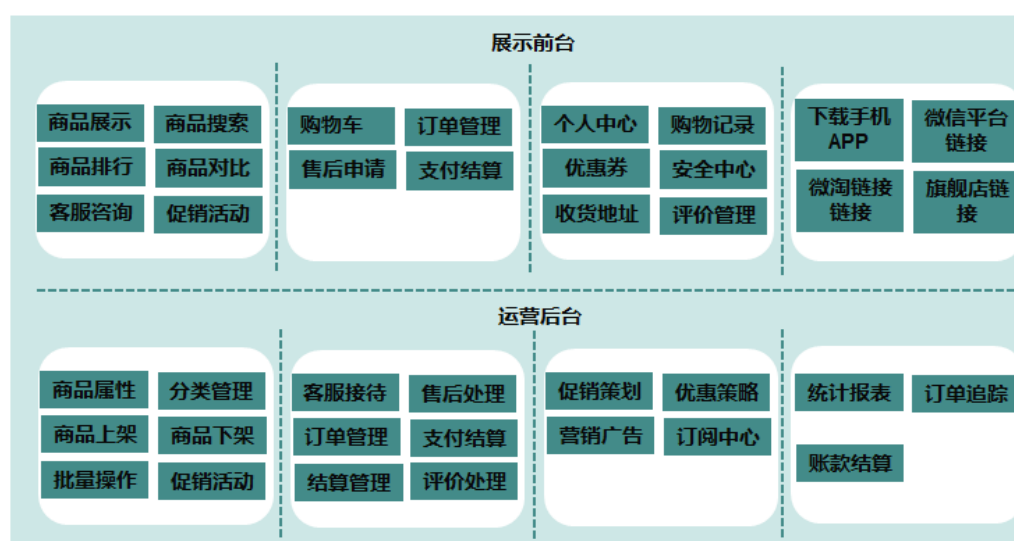 展示前台
商品展示
商品搜索
商品排行
商品对比
客服咨询
促销活动
购物车
订单管理
售后申请
支付结算
个人中心
购物记录
优惠券
安全中心
收货地址
评价管理
下载手机
APP
微信平台
链接
微淘链接
链接
旗舰店链
接
运营后台
商品属性
分类管理
商品上架
商品下架
批量操作
促销活动
客服接待
售后处理
订单管理
支付结算
结算管理
评价处理
促销策划
优惠策略
营销广告
订阅中心
统计报表
订单追踪
账款结算